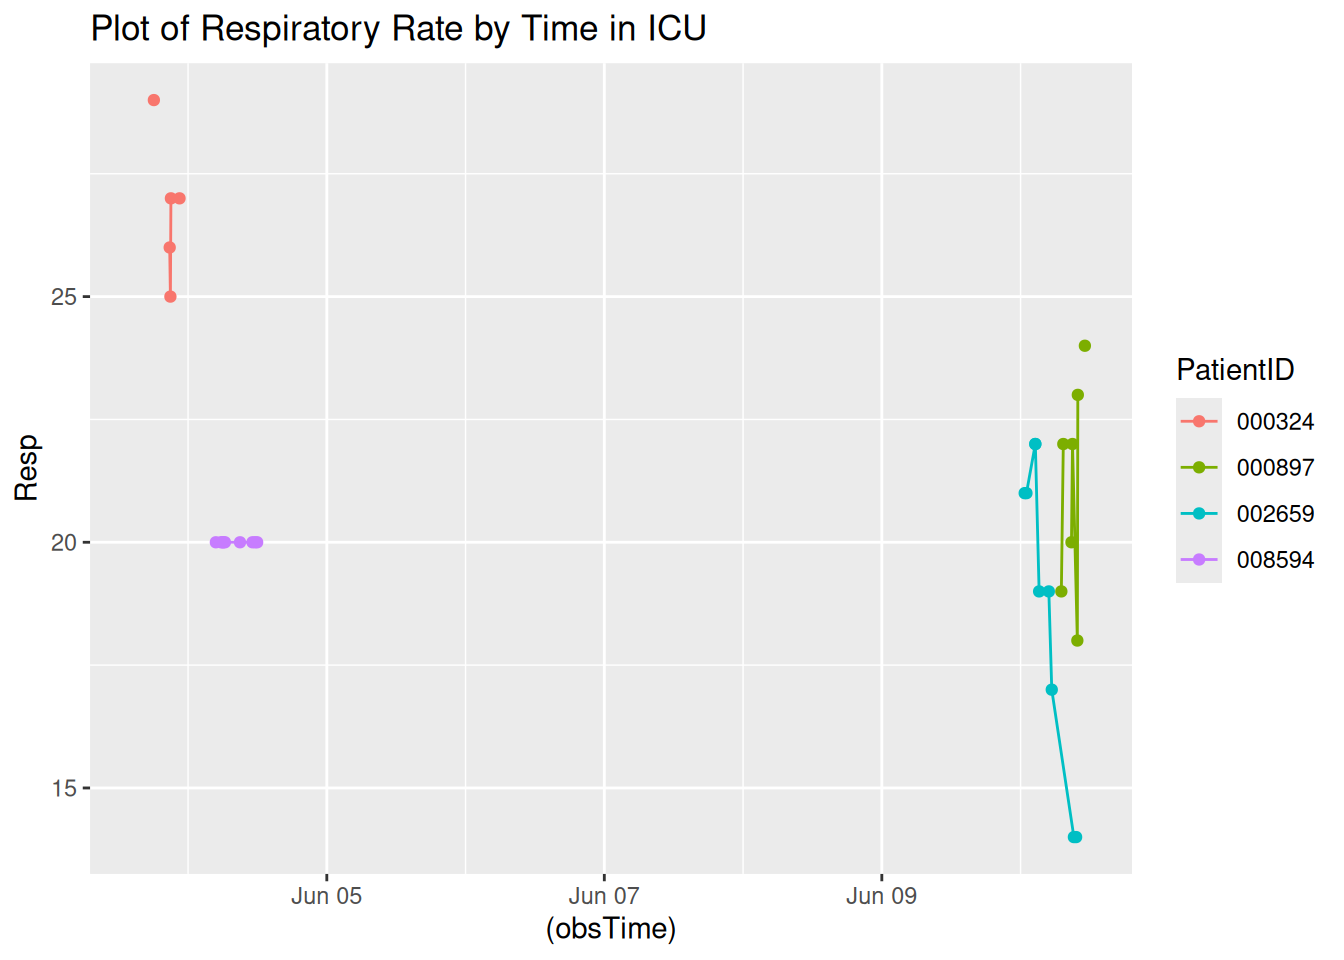 Plot of Respiratory Rate by Time in ICU
Resp
25
20
15
Jun 05
Jun 07
Jun 09
(obsTime)
PatientID
000324
000897
002659
008594